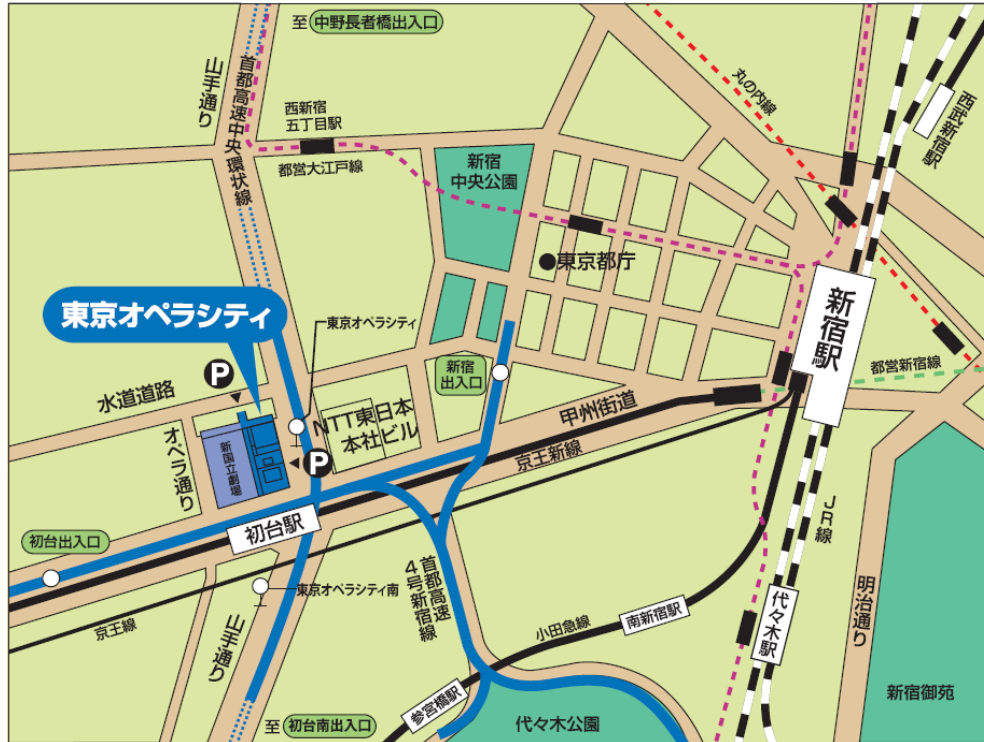 至 中野長者橋出入口
山手通り
首都高速中央環状線
西新宿
五丁目駅
都営大江戸線
新宿
中央公園
丸の内線
西武新宿駅
東京都庁
東京オペラシティ
東京オペラシティ
新宿駅
都営新宿線
新宿
出入口
P
水道道路
甲州街道
NTT東日本
本社ビル
オペラ通り
新国立劇場
P
京王新線
初台駅
初台出入口
JR線
首都高速
4号新宿線
東京オペラシティ南
明治通り
代々木駅
京王線
山手通り
小田急線
南新宿駅
参宮橋駅
新宿御苑
至 初台南出入口
代々木公園